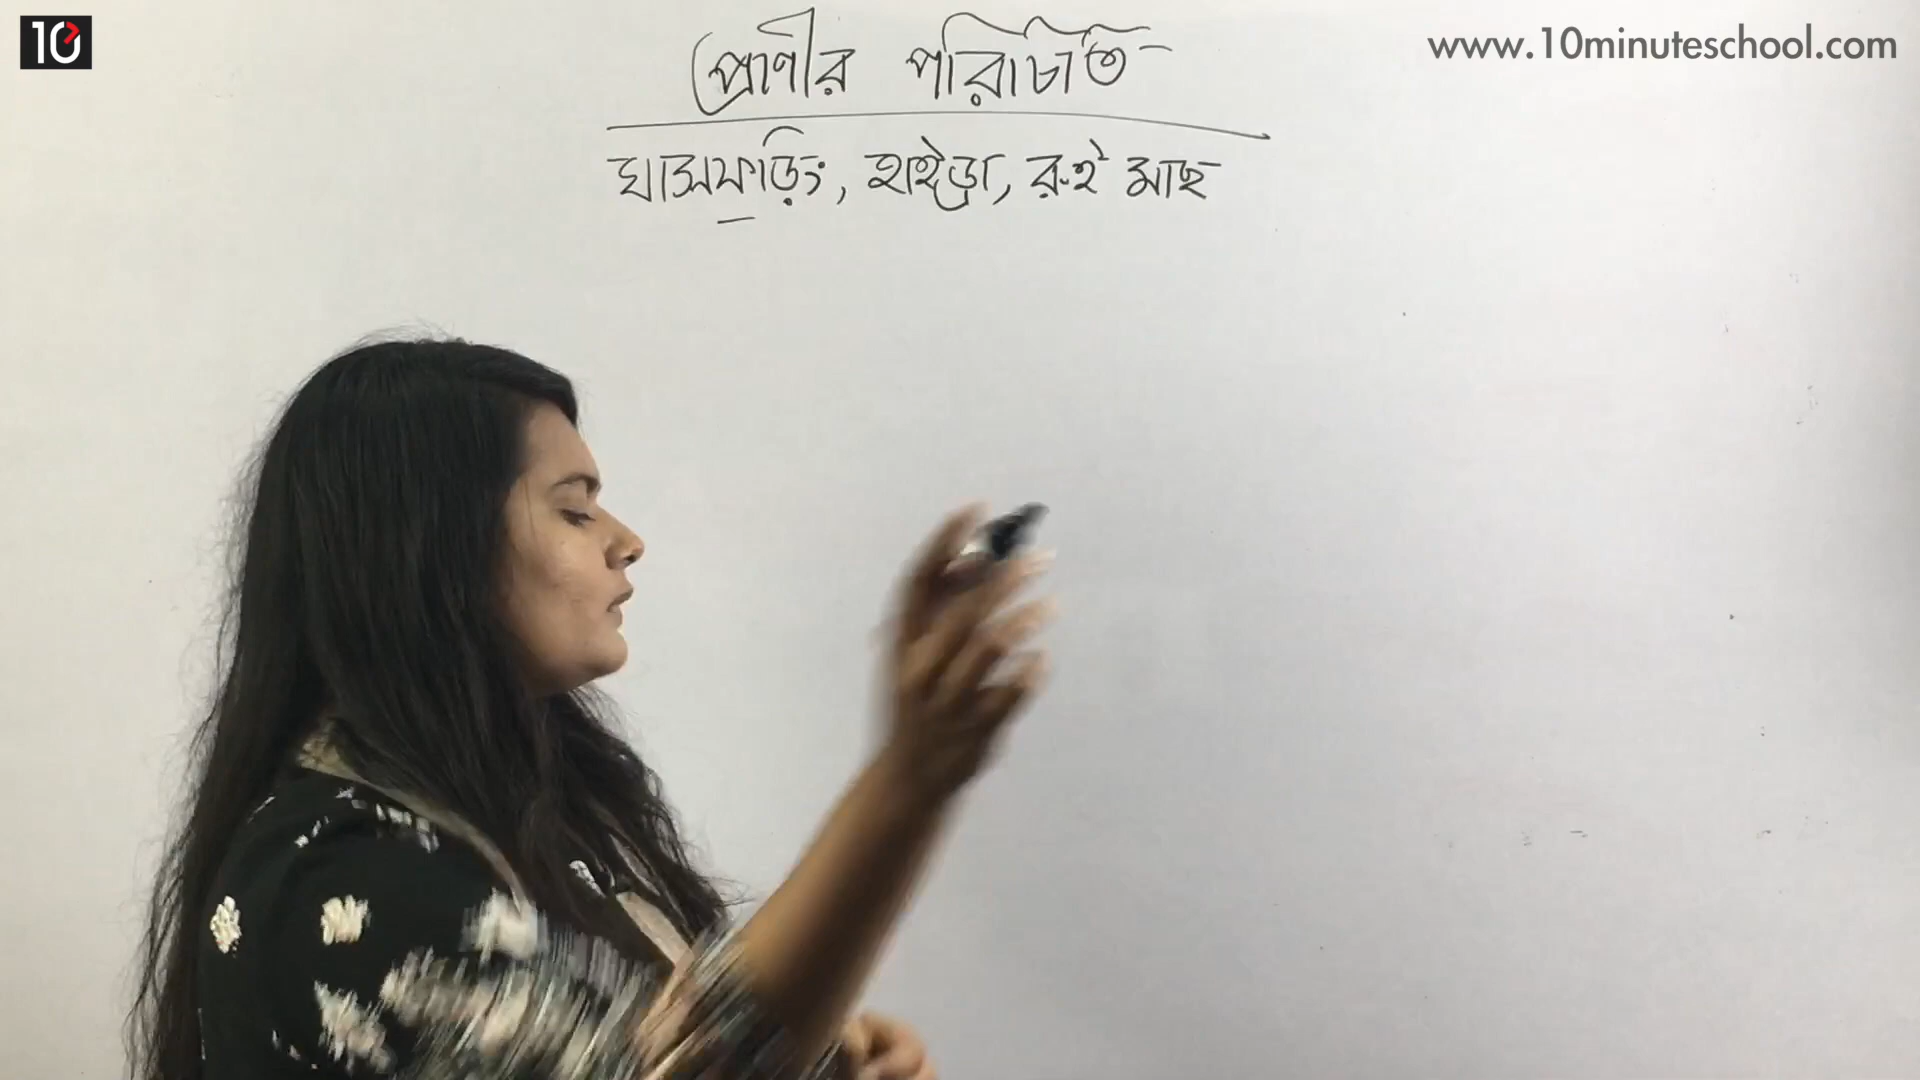 10
www.10minuteschool.com
প্রাণীর পরিচিতি
ঘাসফড়িং, হাইড্রা, রুই মাছ